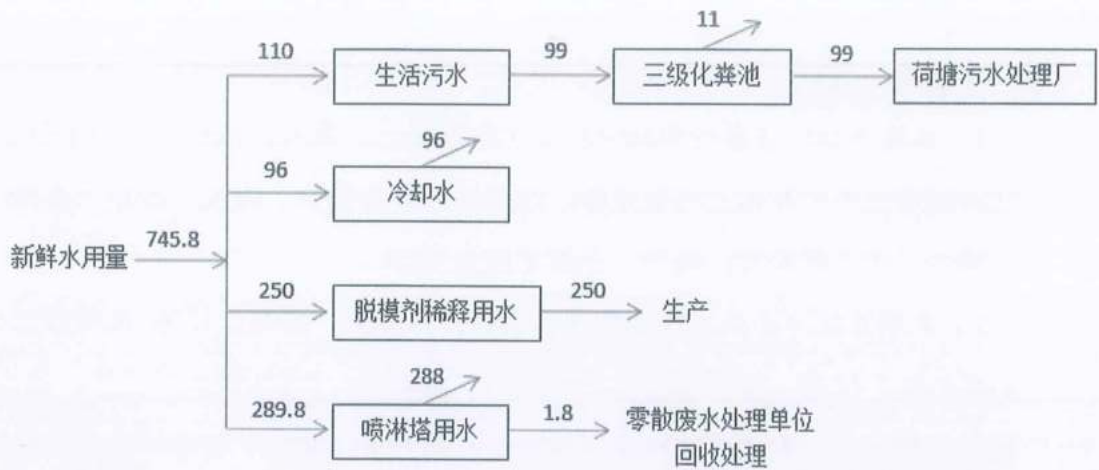 11
110
99
99
生活污水
三级化粪池
荷塘污水处理厂
96
96
冷却水
745.8
新鲜水用量
250
250
脱模剂稀释用水
生产
288
289.8
1.8
喷淋塔用水
零散废水处理单位
回收处理